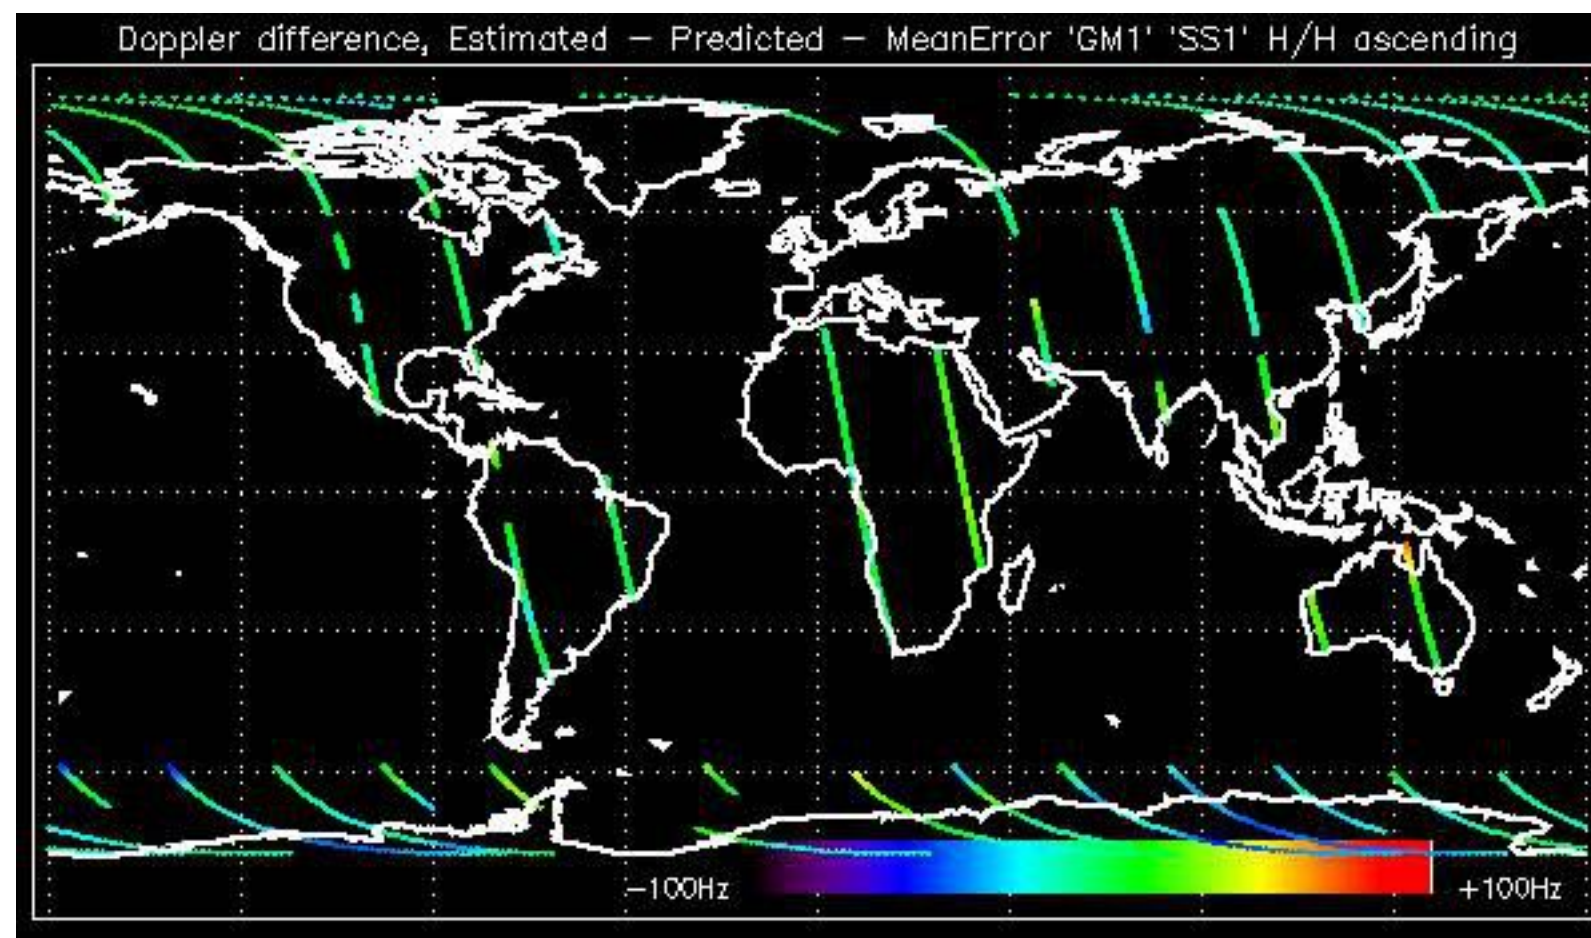 Doppler difference, Estimated – Predicted – MeanError 'GM1' 'SS1' H/H ascending
–100Hz
+100Hz